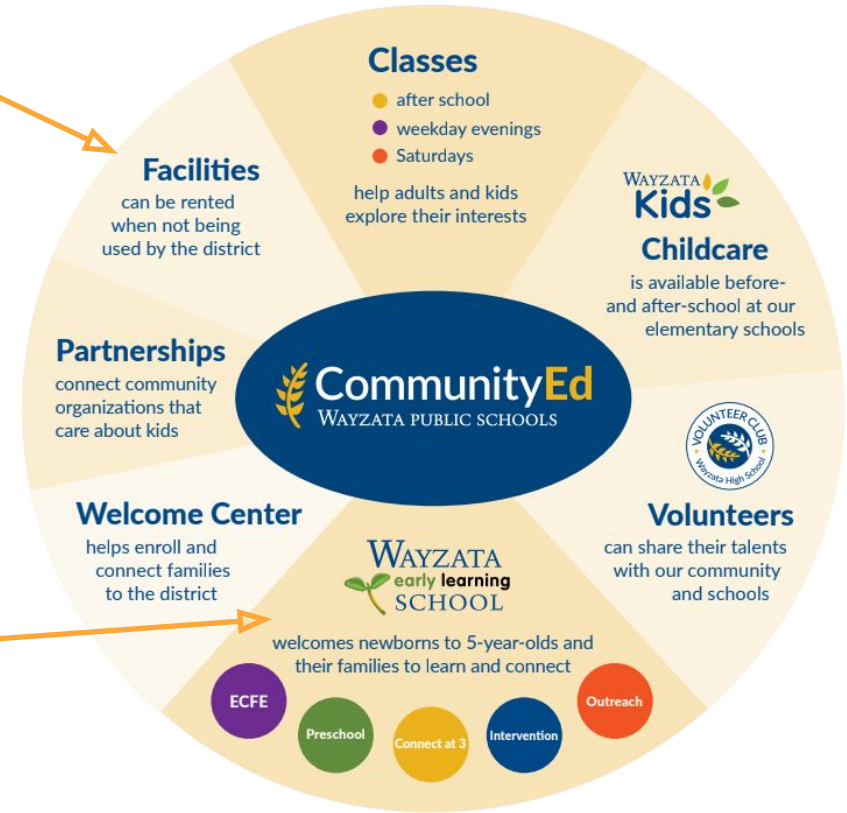 Classes
after school
weekday evenings
Saturdays
help adults and kids
explore their interests
WAYZATA
Kids
Childcare
is available before-
and after-school at our
elementary schools
VOLUNTEER CLUB
Wayzata High School
Volunteers
can share their talents
with our community
and schools
WAYZATA
early learning
SCHOOL
welcomes newborns to 5-year-olds and
their families to learn and connect
ECFE
Preschool
Connect at 3
Intervention
Outreach
Welcome Center
helps enroll and
connect families
to the district
Partnerships
connect community
organizations that
care about kids
Facilities
can be rented
when not being
used by the district
CommunityEd
WAYZATA PUBLIC SCHOOLS